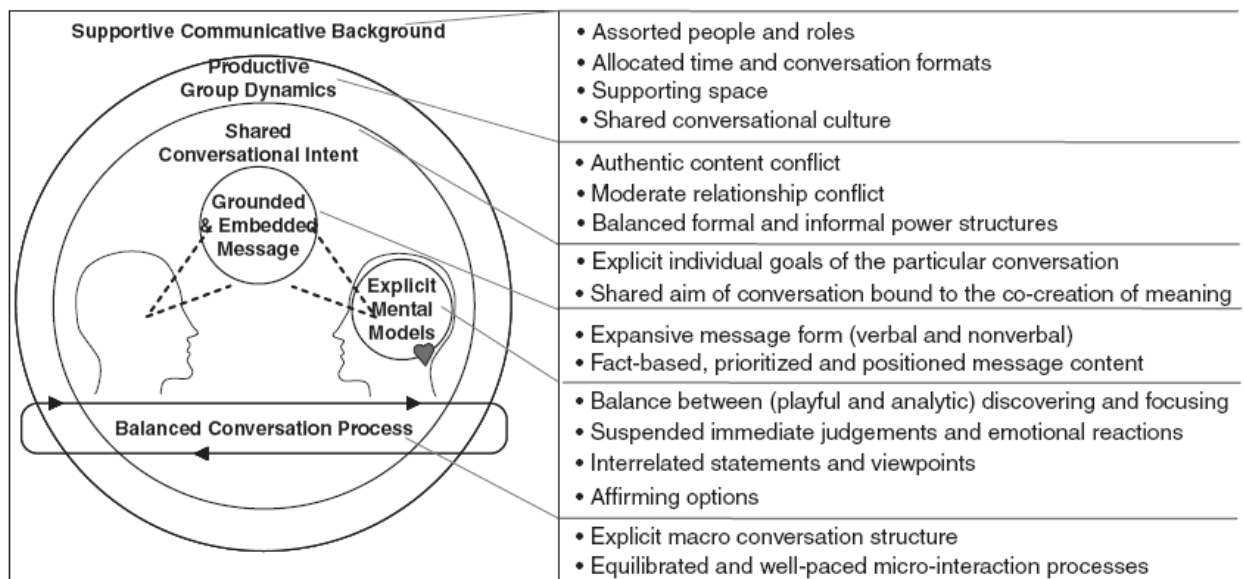 Supportive Communicative Background
Productive
Group Dynamics
Shared
Conversational Intent
Grounded
& Embedded
Message
Explicit
Mental
Models
Balanced Conversation Process
• Assorted people and roles
• Allocated time and conversation formats
• Supporting space
• Shared conversational culture
• Authentic content conflict
• Moderate relationship conflict
• Balanced formal and informal power structures
• Explicit individual goals of the particular conversation
• Shared aim of conversation bound to the co-creation of meaning
• Expansive message form (verbal and nonverbal)
• Fact-based, prioritized and positioned message content
• Balance between (playful and analytic) discovering and focusing
• Suspended immediate judgements and emotional reactions
• Interrelated statements and viewpoints
• Affirming options
• Explicit macro conversation structure
• Equilibrated and well-paced micro-interaction processes